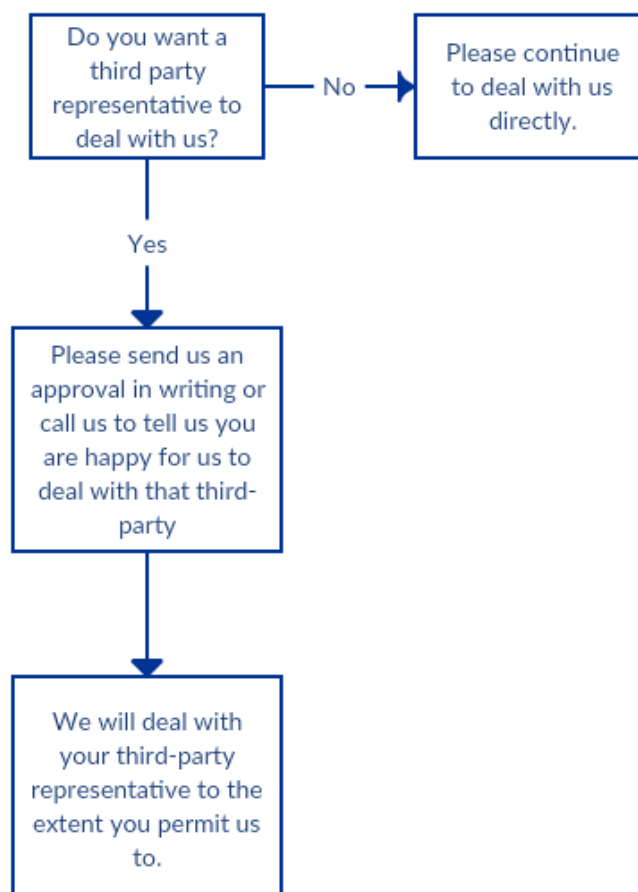 Do you want a
third party
representative to
deal with us?
No
Please continue
to deal with us
directly.
Yes
Please send us an
approval in writing or
call us to tell us you
are happy for us to
deal with that third-
party
We will deal with
your third-party
representative to the
extent you permit us
to.